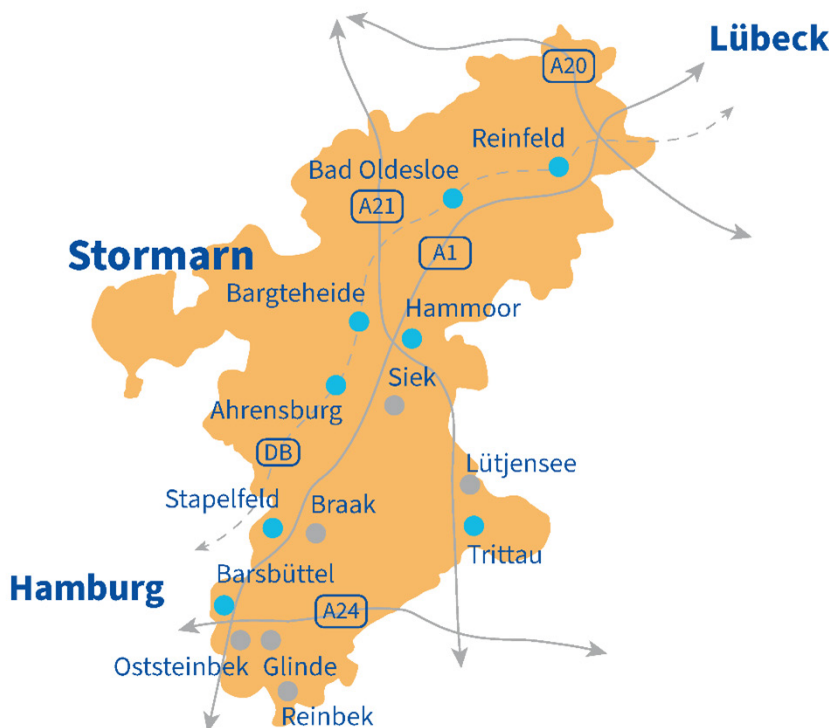 Lübeck
A20
Reinfeld
Bad Oldesloe
A21
A1
Stormarn
Bargteheide
Hammoor
Siek
Ahrensburg
DB
Lütjensee
Stapelfeld
Braak
Trittau
Barsbüttel
Hamburg
A24
Oststeinbek
Glinde
Reinbek